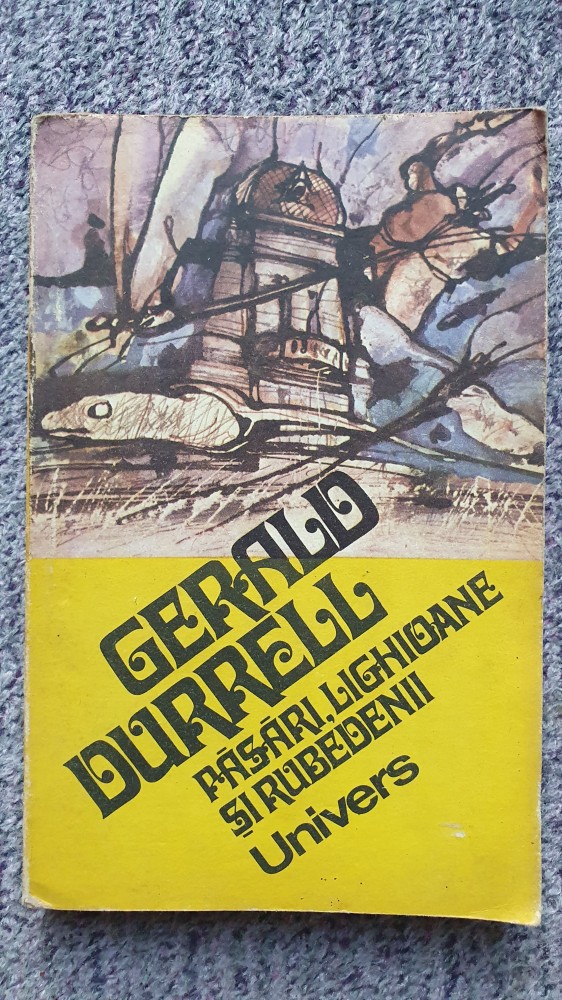 GERALD
DURRELL
PĂSĂRI, LIGHIOANE
ȘI RUBEDENII
Univers